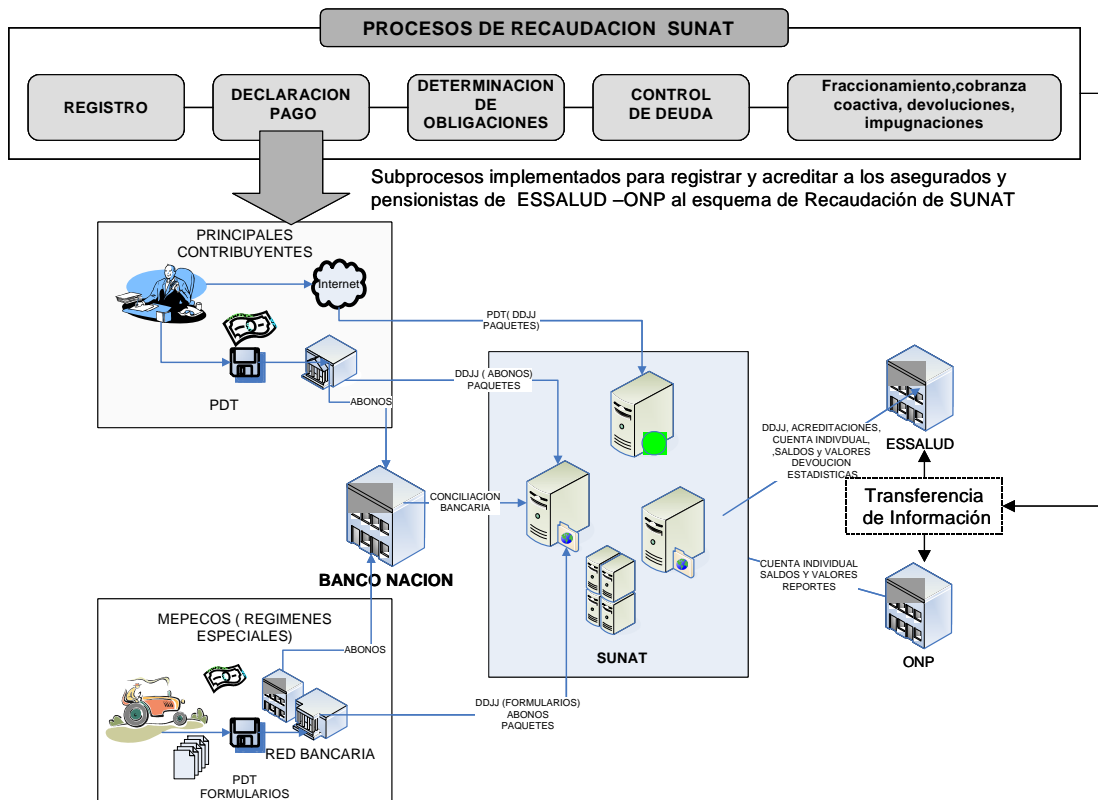 PROCESOS DE RECAUDACION SUNAT
REGISTRO
DECLARACION
PAGO
DETERMINACION
DE
OBLIGACIONES
CONTROL
DE DEUDA
Fraccionamiento,cobranza
coactiva, devoluciones,
impugnaciones
Subprocesos implementados para registrar y acreditar a los asegurados y
pensionistas de ESSALUD –ONP al esquema de Recaudación de SUNAT
PRINCIPALES
CONTRIBUYENTES
Internet
PDT
ABONOS
PDT( DDJJ
PAQUETES)
DDJJ ( ABONOS)
PAQUETES
CONCILIACION
BANCARIA
BANCO NACION
SUNAT
DDJJ, ACREDITACIONES,
CUENTA INDIVDUAL,
,SALDOS y VALORES
DEVOUCION
ESTADISTICAS
ESSALUD
Transferencia
de Información
CUENTA INDIVIDUAL
SALDOS Y VALORES
REPORTES
ONP
MEPECOS ( REGIMENES
ESPECIALES)
ABONOS
RED BANCARIA
PDT
FORMULARIOS
DDJJ (FORMULARIOS)
ABONOS
PAQUETES